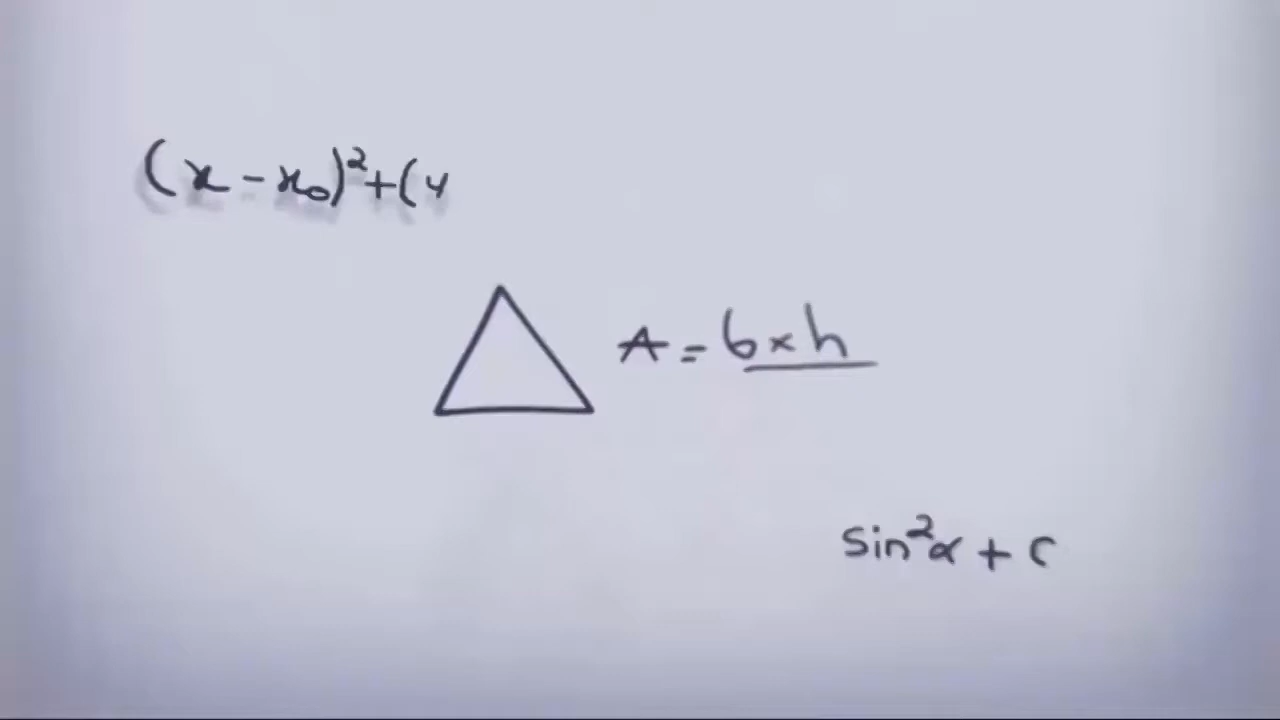 (x - x₀)² + (y
A = b × h
sin²α + c